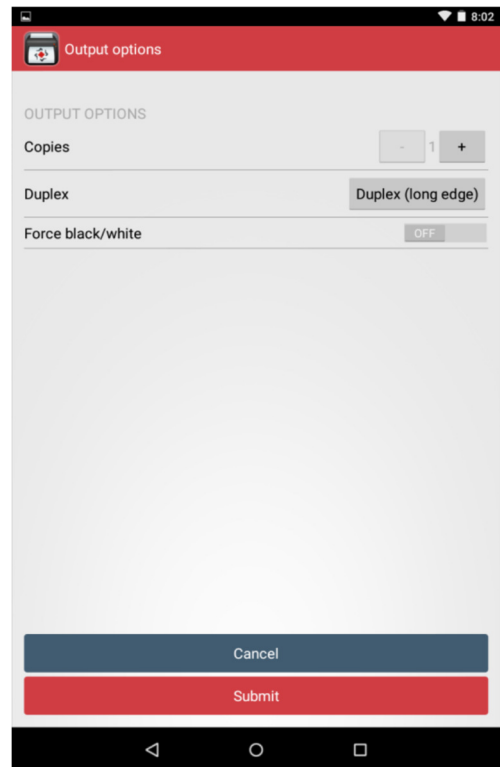 8:02
Output options
OUTPUT OPTIONS
Copies - 1 +
Duplex Duplex (long edge)
Force black/white OFF
Cancel
Submit